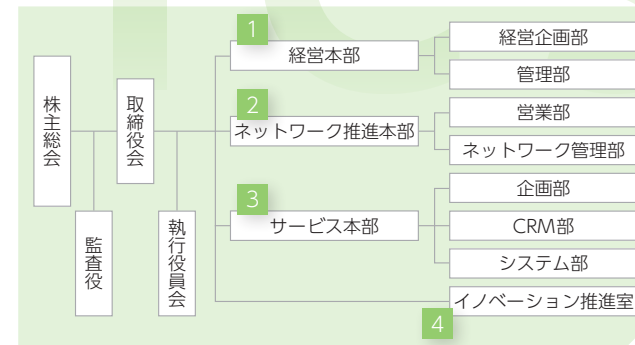 株主総会
監査役
取締役会
執行役員会
1
経営本部
経営企画部
管理部
2
ネットワーク推進本部
営業部
ネットワーク管理部
3
サービス本部
企画部
CRM部
システム部
4
イノベーション推進室